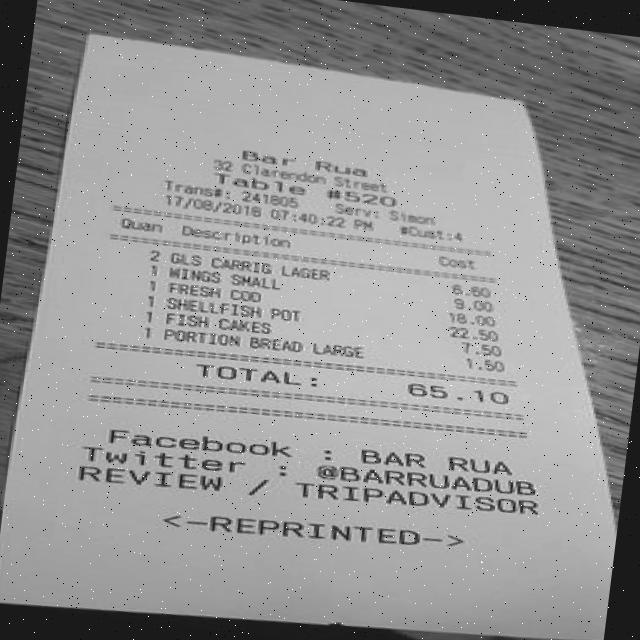 Bar Rua
32 Clarendon Street
Table #520
Trans#: 241805 Serv: Simon
17/08/2018 07:40:22 PM #Cust:4
Quan Description Cost
2 GLS CARRIG LAGER 6.60
1 WINGS SMALL 9.00
1 FRESH COD 18.00
1 SHELLFISH POT 22.50
1 FISH CAKES 7.50
1 PORTION BREAD LARGE 1.50
TOTAL: 65.10
Facebook : BAR RUA
Twitter : @BARRUADUB
REVIEW / TRIPADVISOR
<-REPRINTED->